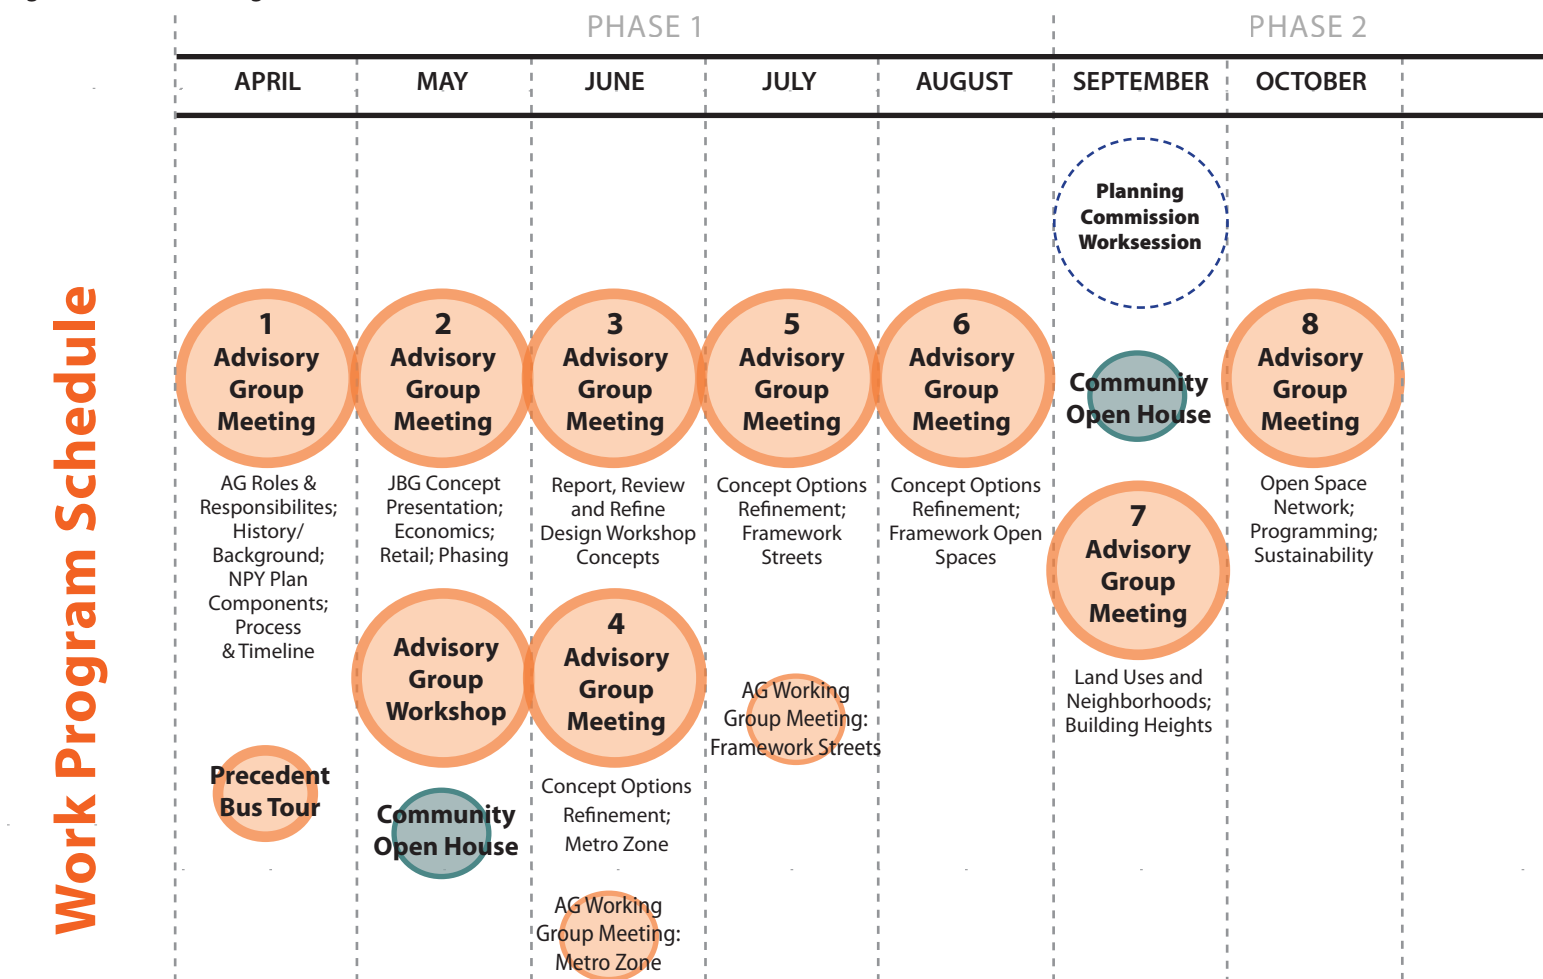 PHASE 1
PHASE 2
APRIL
MAY
JUNE
JULY
AUGUST
SEPTEMBER
OCTOBER
Work Program Schedule
1
Advisory
Group
Meeting
AG Roles &
Responsibilites;
History/
Background;
NPY Plan
Components;
Process
& Timeline
Precedent
Bus Tour
2
Advisory
Group
Meeting
JBG Concept
Presentation;
Economics;
Retail; Phasing
Advisory
Group
Workshop
Community
Open House
3
Advisory
Group
Meeting
Report, Review
and Refine
Design Workshop
Concepts
4
Advisory
Group
Meeting
Concept Options
Refinement;
Metro Zone
AG Working
Group Meeting:
Metro Zone
5
Advisory
Group
Meeting
Concept Options
Refinement;
Framework
Streets
AG Working
Group Meeting:
Framework Streets
6
Advisory
Group
Meeting
Concept Options
Refinement;
Framework Open
Spaces
Planning
Commission
Worksession
Community
Open House
7
Advisory
Group
Meeting
Land Uses and
Neighborhoods;
Building Heights
8
Advisory
Group
Meeting
Open Space
Network;
Programming;
Sustainability